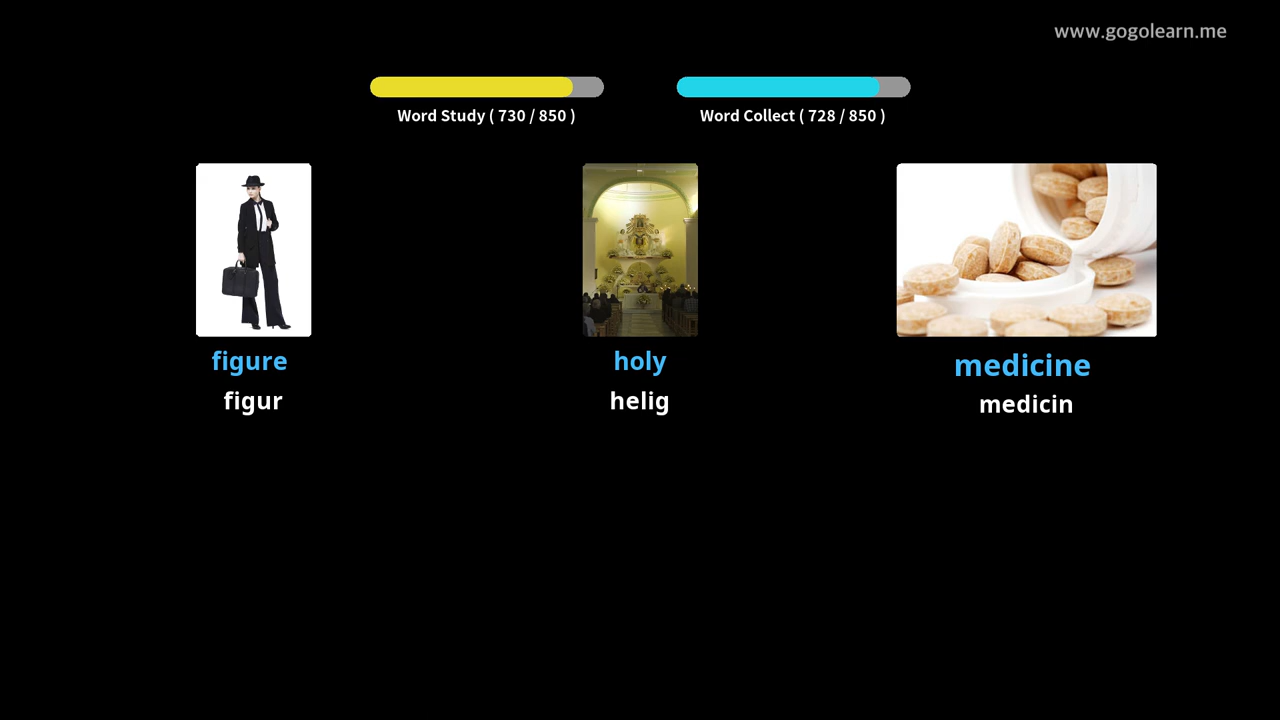 www.gogolearn.me
Word Study ( 730 / 850 )
Word Collect ( 728 / 850 )
figure
figur
holy
helig
medicine
medicin